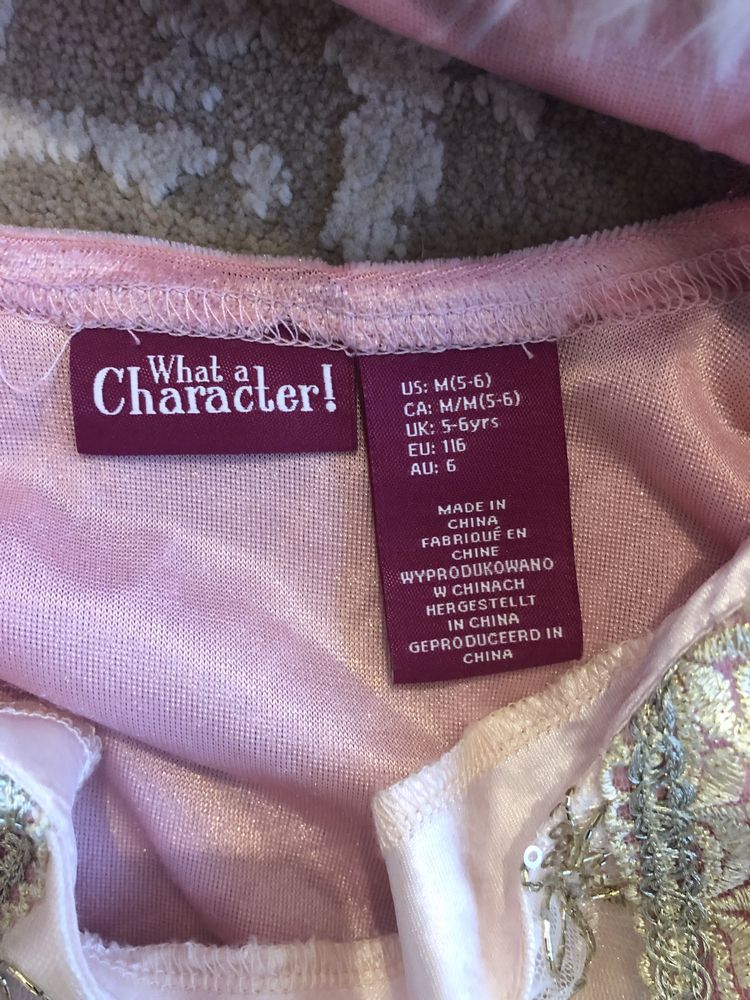 What a
Character!
US: M(5-6)
CA: M/M(5-6)
UK: 5-6yrs
EU: 116
AU: 6
MADE IN
CHINA
FABRIQUÉ EN
CHINE
WYPRODUKOWANO
W CHINACH
HERGESTELLT
IN CHINA
GEPRODUCEERD IN
CHINA